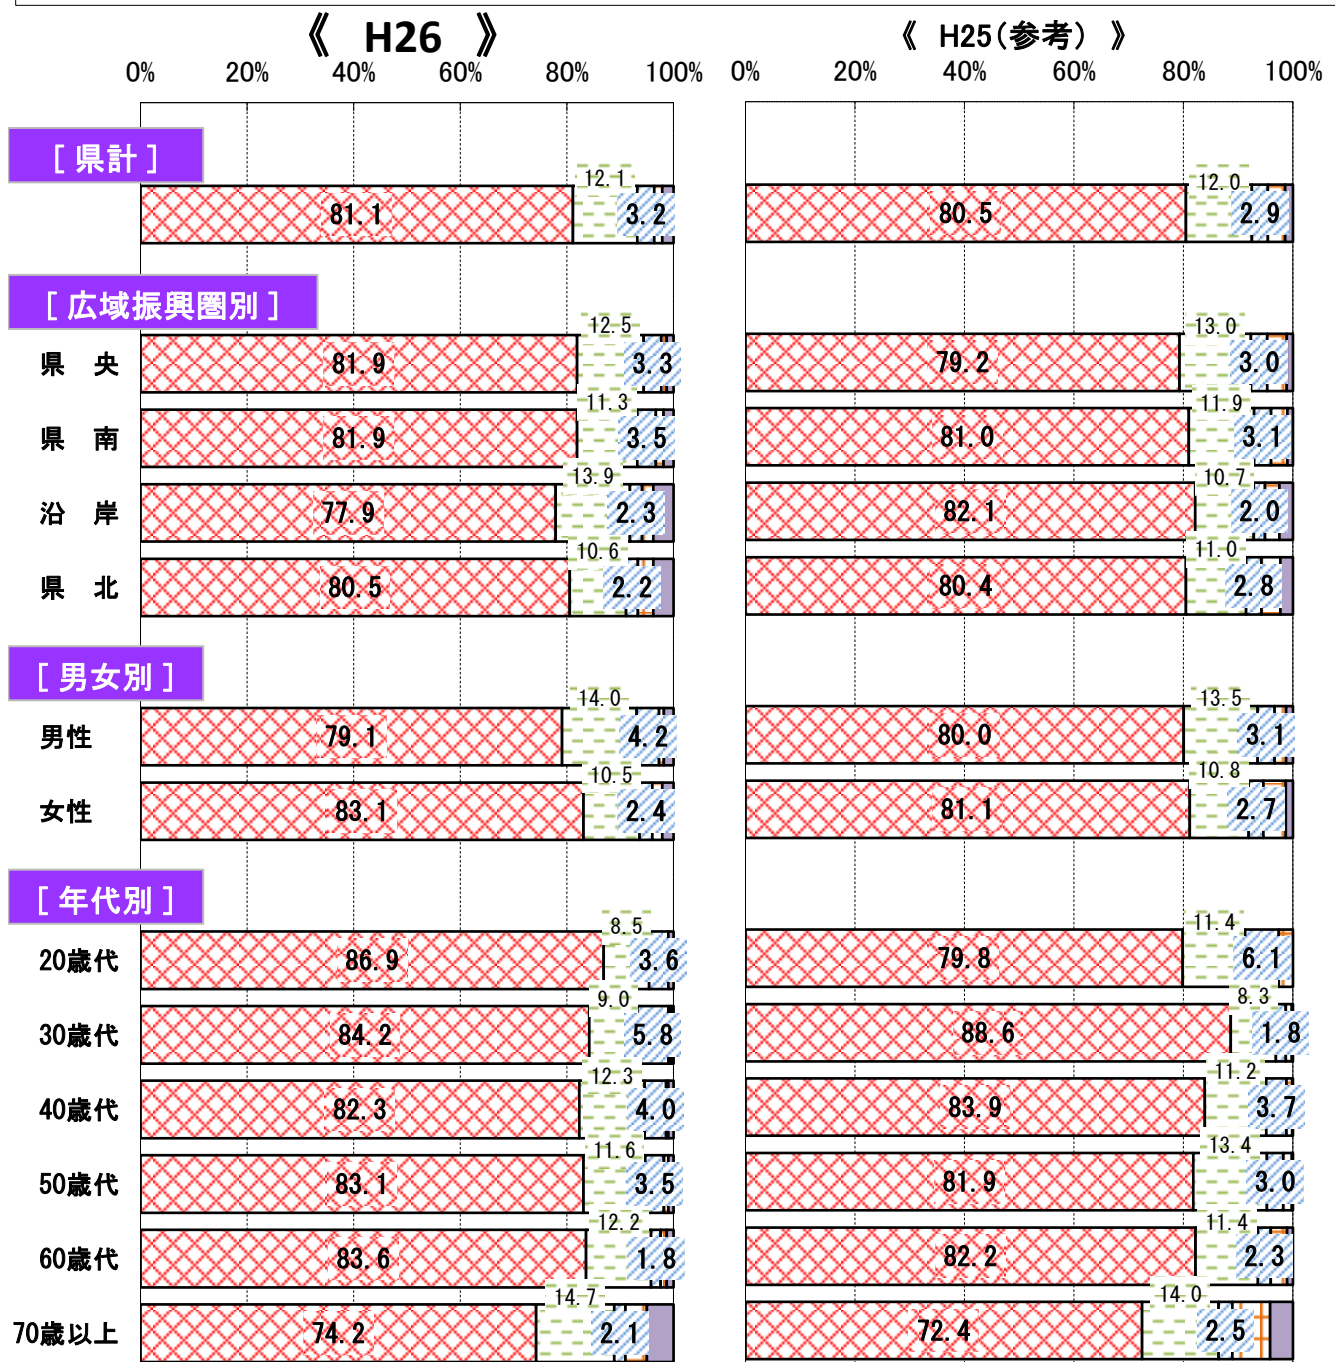 《 H26 》 《 H25(参考) 》
0% 20% 40% 60% 80% 100% 0% 20% 40% 60% 80% 100%
[ 県計 ]
12.1 12.0
81.1 3.2 80.5 2.9
[ 広域振興圏別 ]
12.5 13.0
県 央 81.9 3.3 79.2 3.0
11.3 11.9
県 南 81.9 3.5 81.0 3.1
13.9 10.7
沿 岸 77.9 2.3 82.1 2.0
10.6 11.0
県 北 80.5 2.2 80.4 2.8
[ 男女別 ]
14.0 13.5
男性 79.1 4.2 80.0 3.1
10.5 10.8
女性 83.1 2.4 81.1 2.7
[ 年代別 ]
8.5 11.4
20歳代 86.9 3.6 79.8 6.1
9.0 8.3
30歳代 84.2 5.8 88.6 1.8
12.3 11.2
40歳代 82.3 4.0 83.9 3.7
11.6 13.4
50歳代 83.1 3.5 81.9 3.0
12.2 11.4
60歳代 83.6 1.8 82.2 2.3
14.7 14.0
70歳以上 74.2 2.1 72.4 2.5